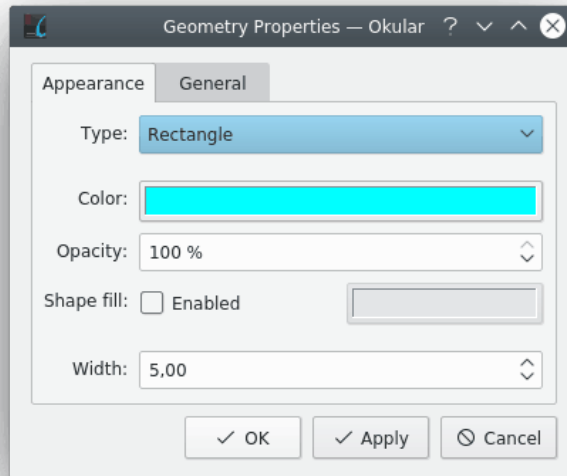 Geometry Properties — Okular ?
Appearance General
Type: Rectangle
Color:
Opacity: 100 %
Shape fill: Enabled
Width: 5,00
OK Apply Cancel